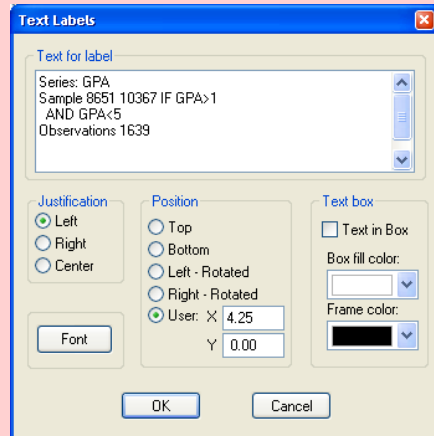 Text Labels
Text for label
Series: GPA
Sample 8651 10367 IF GPA>1
AND GPA<5
Observations 1639
Justification
Left
Right
Center
Font
Position
Top
Bottom
Left - Rotated
Right - Rotated
User: X 4.25
Y 0.00
Text box
Text in Box
Box fill color:
Frame color:
OK
Cancel